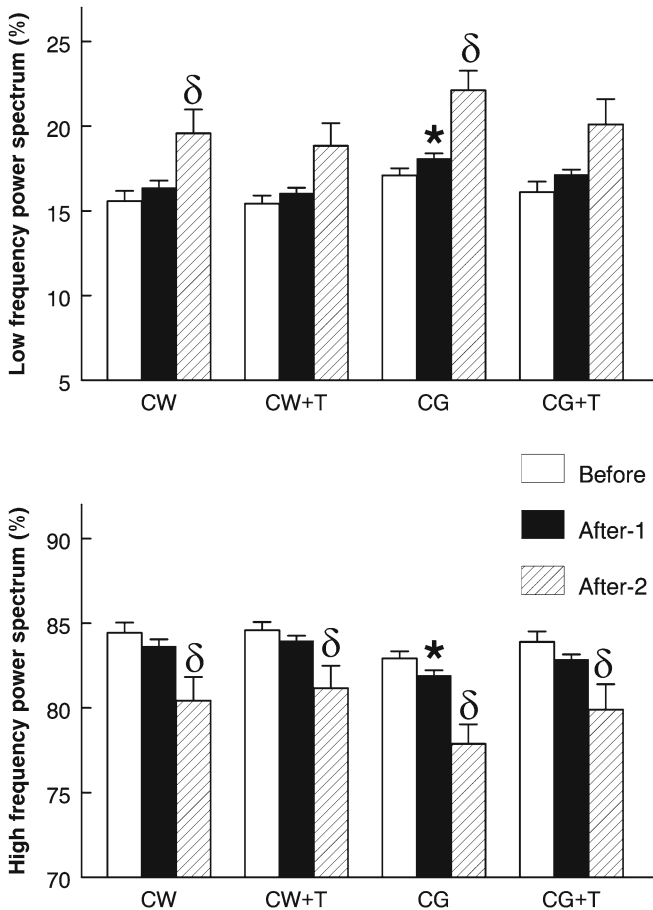 Low frequency power spectrum (%)
25
20
15
10
5
δ
*
δ
CW
CW+T
CG
CG+T
Before
After-1
After-2
High frequency power spectrum (%)
90
85
80
75
70
δ
δ
*
δ
δ
CW
CW+T
CG
CG+T